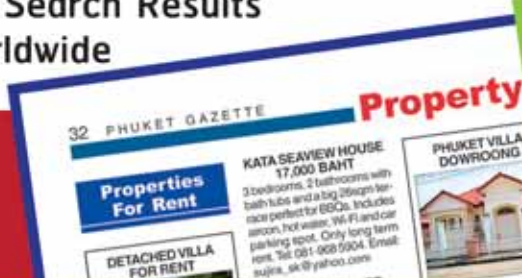 Search Results
ldwide
32 PHUKET GAZETTE
Property
Properties
For Rent
DETACHED VILLA
FOR RENT
KATA SEAVIEW HOUSE
17,000 BAHT
3 bedrooms, 2 bathrooms with
bath tubs and a big 26sqm ter-
race perfect for BBQs. Includes
aircon, hot water, Wi-Fi and car
parking spot. Only long term
rent. Tel: 081-968 5904. Email:
sujira_sk@yahoo.com
PHUKET VILLA
DOWROONG